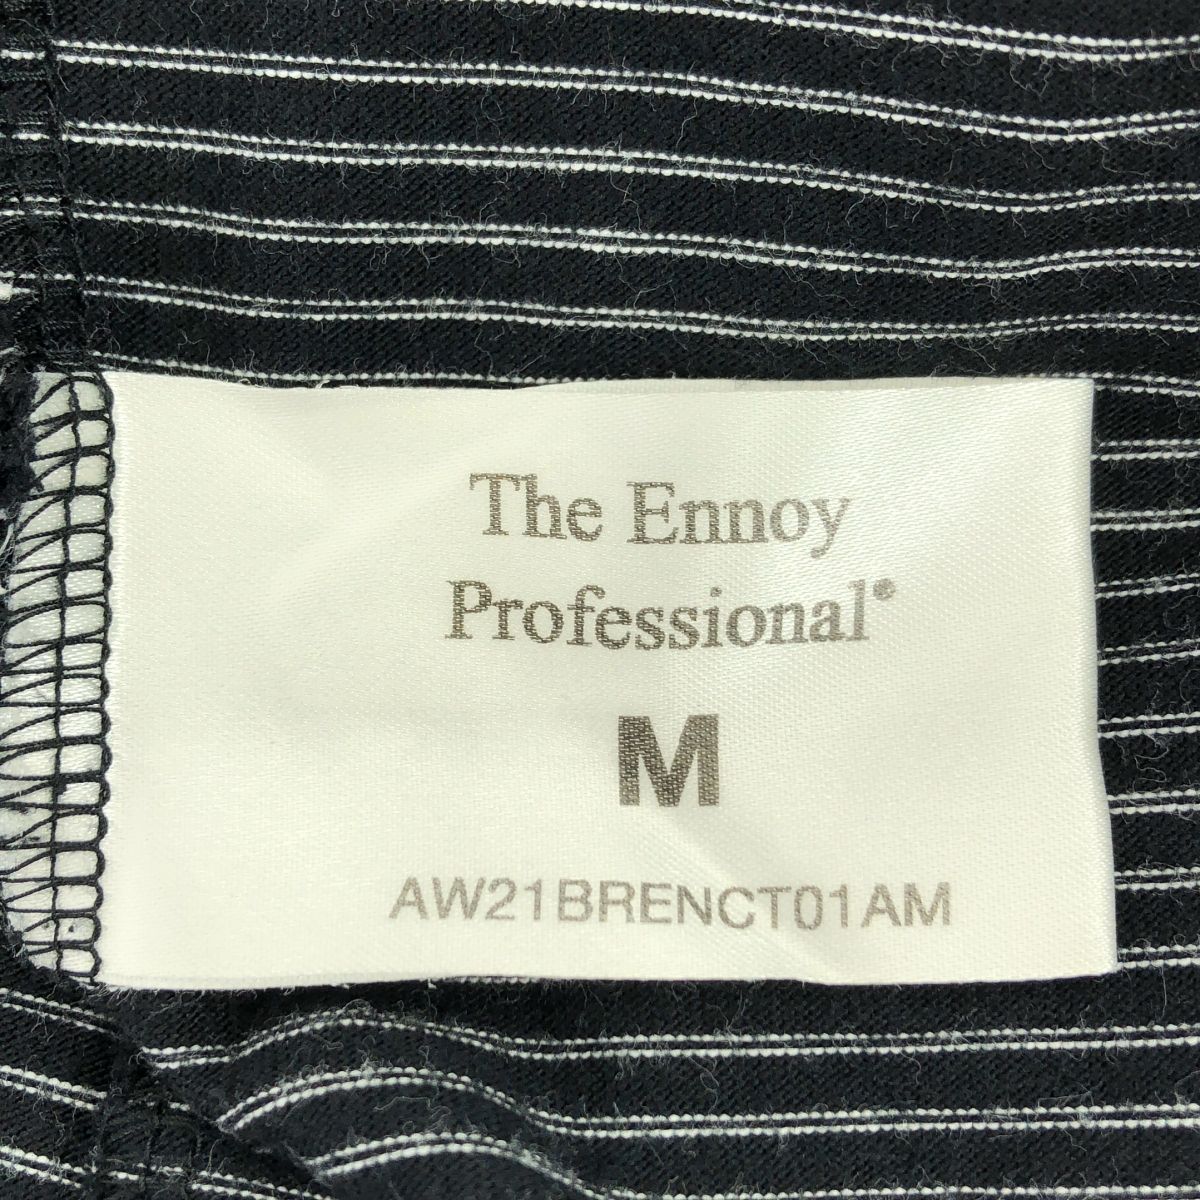 The Ennoy
Professional®
M
AW21BRENCT01AM